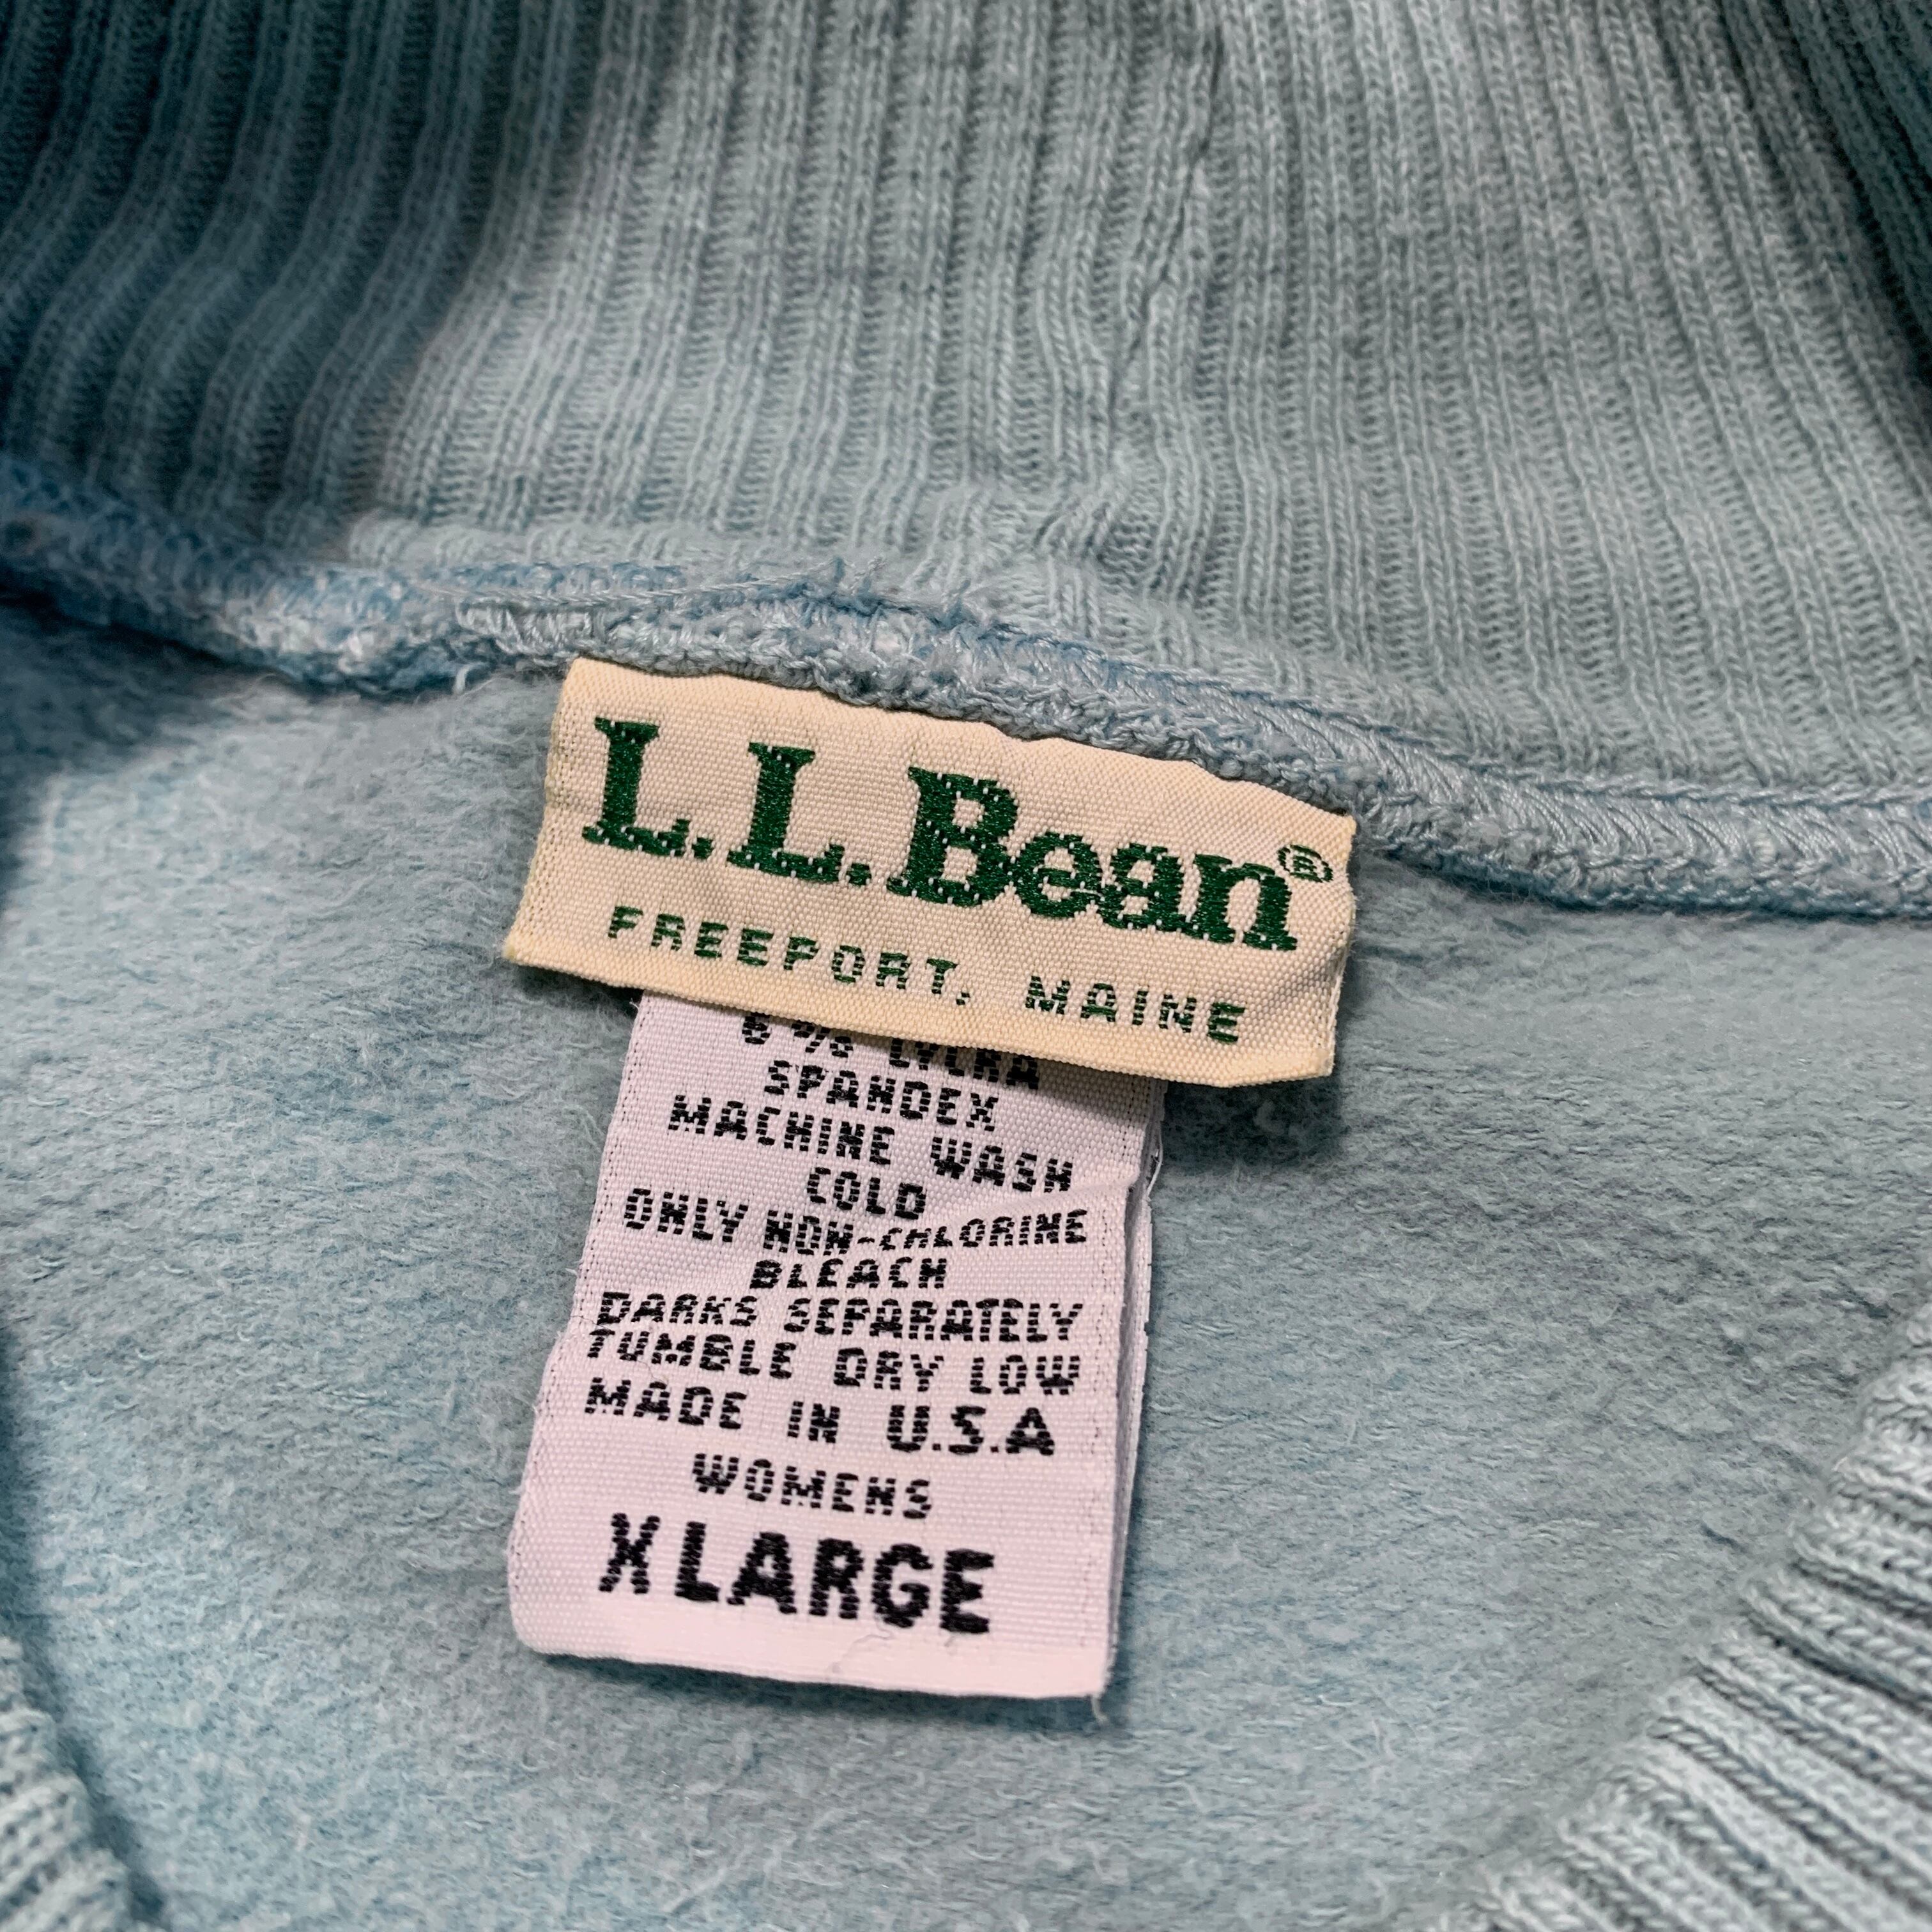 L.L.Bean®
FREEPORT, MAINE
% LYCRA
SPANDEX
MACHINE WASH
COLD
ONLY NON-CHLORINE
BLEACH
DARKS SEPARATELY
TUMBLE DRY LOW
MADE IN U.S.A
WOMENS
XLARGE